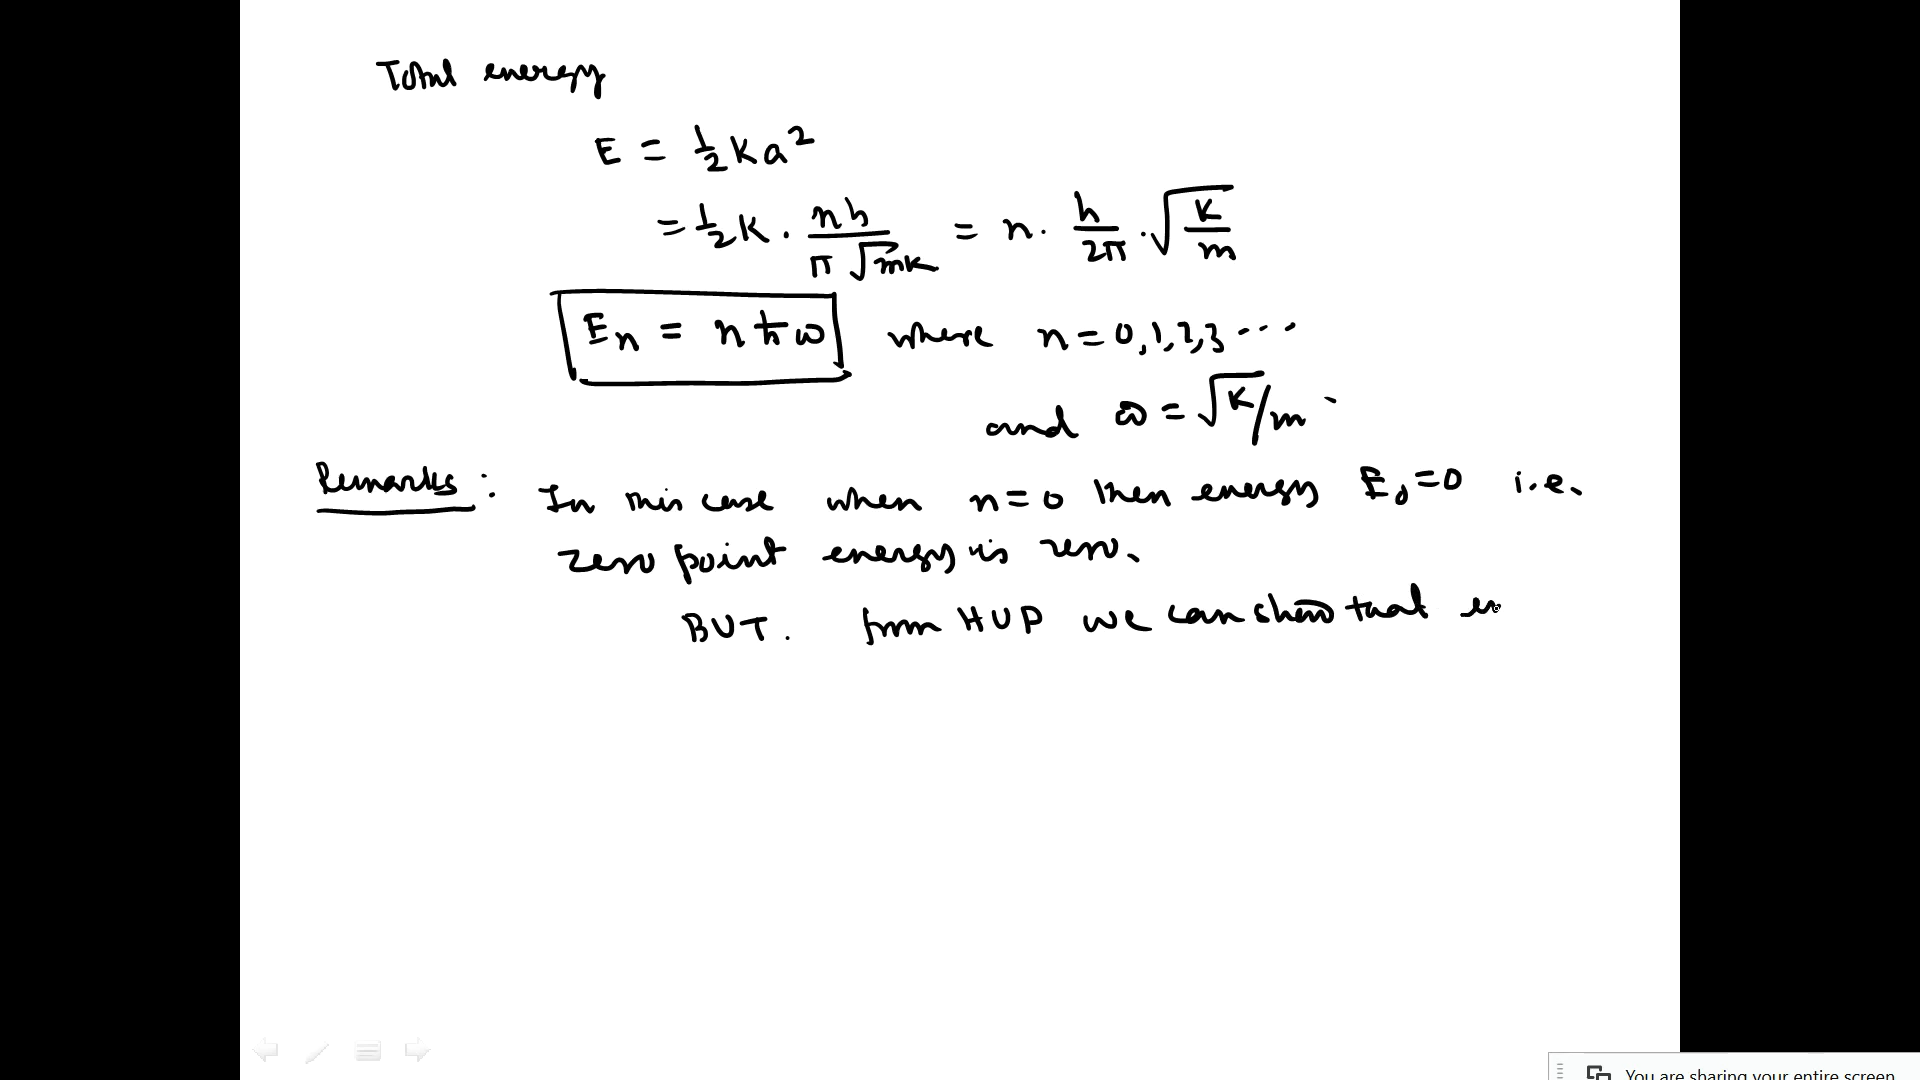 Total energy
E = ½ka²
= ½k · nh / π√mk = n · h/2π · √k/m
Eₙ = nħω where n = 0,1,2,3 ···
and ω = √k/m ·
Remarks : In this case when n=0 then energy E₀=0 i.e.
zero point energy is zero.
BUT. from HUP we can show that en
You are sharing your entire screen